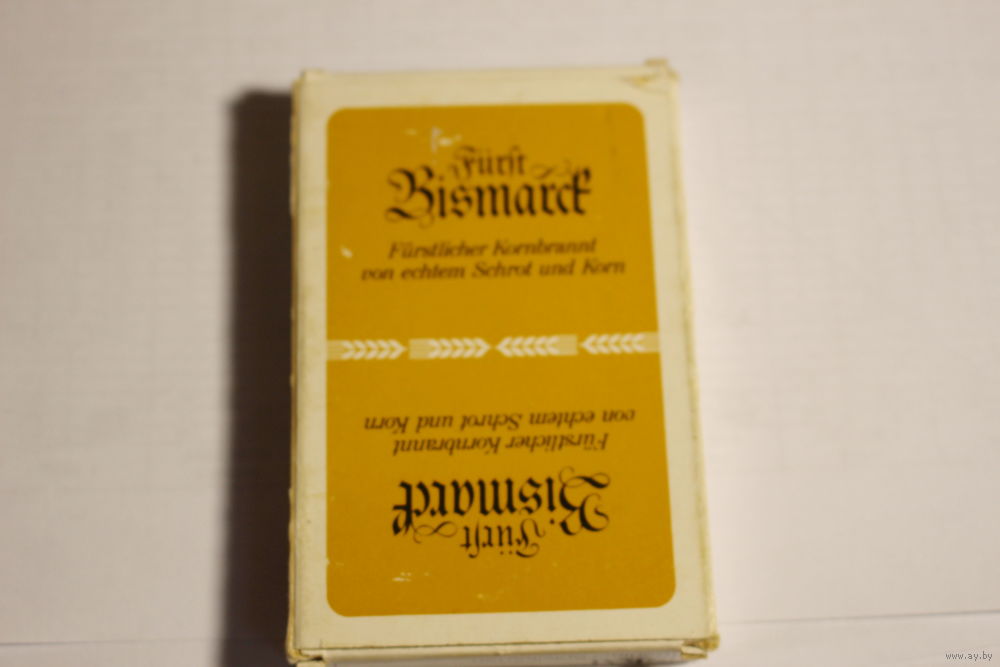 Fürst
Bismarck
Fürstlicher Kornbrannt
von echtem Schrot und Korn
von echtem Schrot und Korn
Fürstlicher Kornbrannt
Bismarck
Fürst
www.ay.by